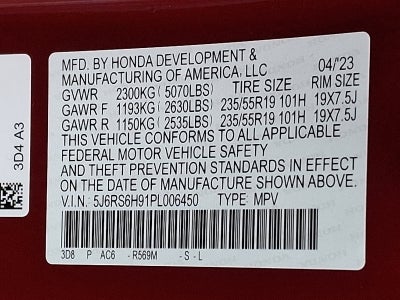 MFD. BY HONDA DEVELOPMENT &
MANUFACTURING OF AMERICA, LLC 04/'23
GVWR 2300KG (5070LBS) TIRE SIZE RIM SIZE
GAWR F 1193KG (2630LBS) 235/55R19 101H 19X7.5J
GAWR R 1150KG (2535LBS) 235/55R19 101H 19X7.5J
THIS VEHICLE CONFORMS TO ALL APPLICABLE
FEDERAL MOTOR VEHICLE SAFETY
AND THEFT PREVENTION STANDARDS IN EFFECT
ON THE DATE OF MANUFACTURE SHOWN ABOVE.
V.I.N: 5J6RS6H91PL006450 TYPE: MPV
3D8 P AC6 - R569M - S - L
3D4 A3